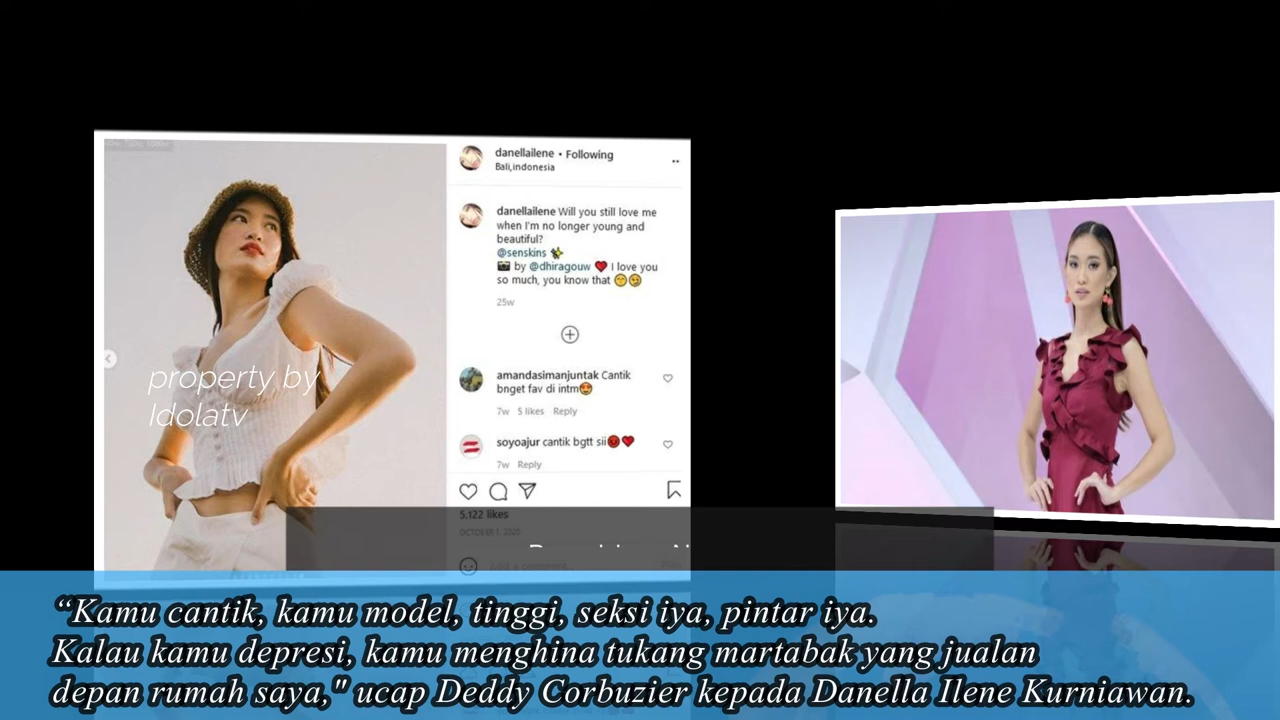 danellailene • Following
Bali,indonesia
danellailene Will you still love me
when I'm no longer young and
beautiful?
@senskins
by @dhiragouw ❤️ I love you
so much, you know that 😁😉
25w
amandasimanjuntak Cantik
bnget fav di intm😍
7w 5 likes Reply
soyoajur cantik bgtt sii😡❤️
7w Reply
5,122 likes
OCTOBER 1, 2020
property by
Idolatv
“Kamu cantik, kamu model, tinggi, seksi iya, pintar iya.
Kalau kamu depresi, kamu menghina tukang martabak yang jualan
depan rumah saya," ucap Deddy Corbuzier kepada Danella Ilene Kurniawan.